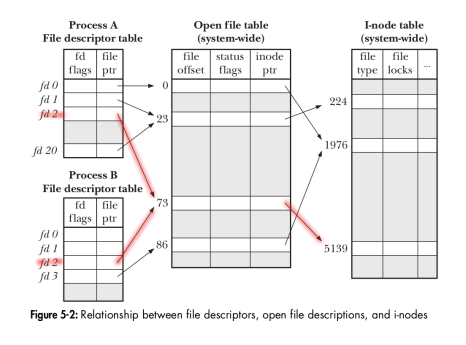 Process A
File descriptor table
fd flags
file ptr
fd 0
fd 1
fd 2
fd 20
Process B
File descriptor table
fd flags
file ptr
fd 0
fd 1
fd 2
fd 3
Open file table
(system-wide)
file offset
status flags
inode ptr
0
23
73
86
I-node table
(system-wide)
file type
file locks
...
224
1976
5139
Figure 5-2: Relationship between file descriptors, open file descriptions, and i-nodes